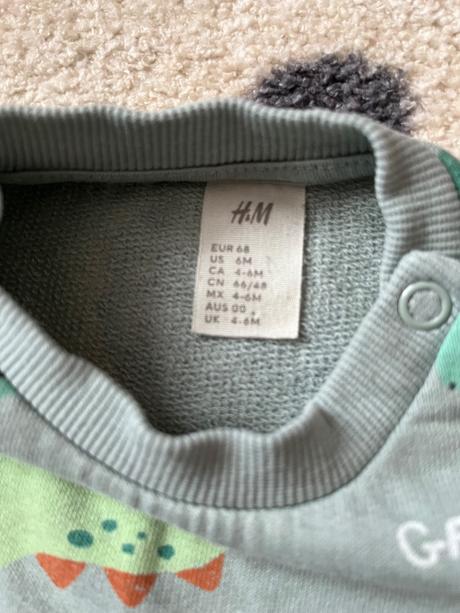 H&M
EUR 68
US 6M
CA 4-6M
CN 66/48
MX 4-6M
AUS 00
UK 4-6M